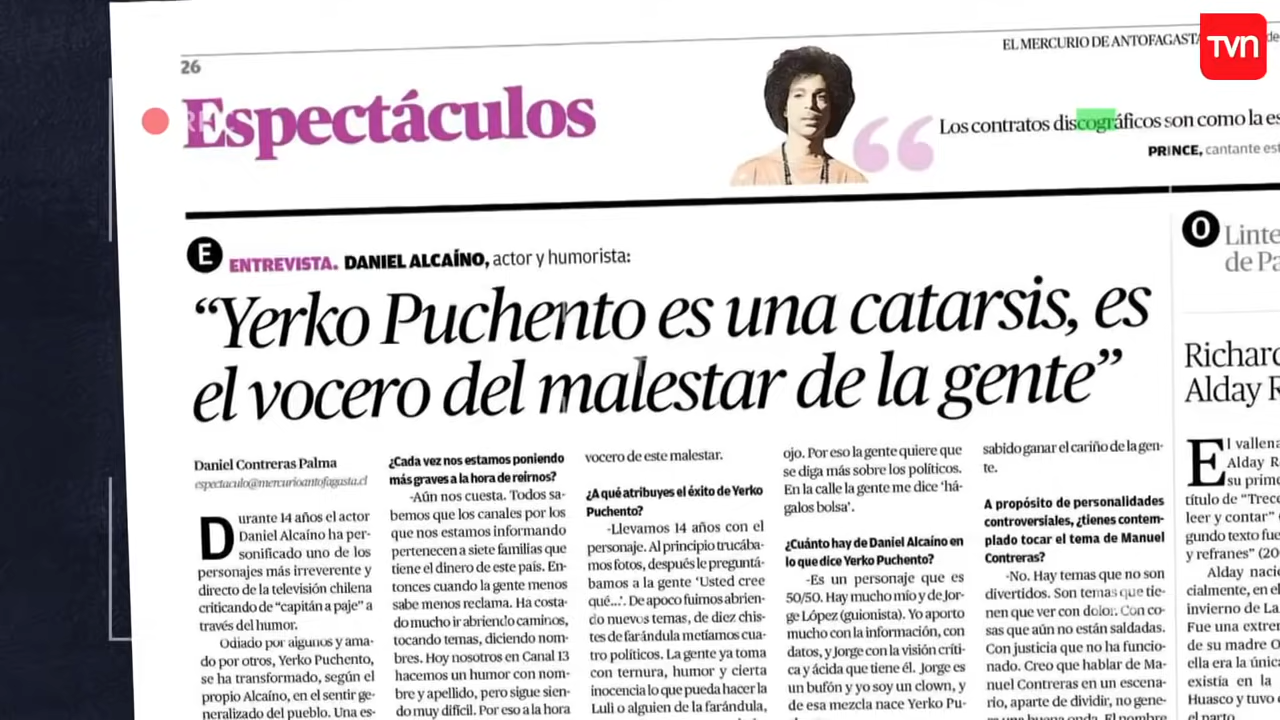 26
EL MERCURIO DE ANTOFAGASTA
TVN
Espectáculos
Los contratos discográficos son como la es
PRINCE, cantante est
E ENTREVISTA. DANIEL ALCAÍNO, actor y humorista:
“Yerko Puchento es una catarsis, es
el vocero del malestar de la gente”
Daniel Contreras Palma
espectaculo@mercurioantofagasta.cl
Durante 14 años el actor
Daniel Alcaíno ha per-
sonificado uno de los
personajes más irreverente y
directo de la televisión chilena
criticando de “capitán a paje” a
través del humor.
Odiado por algunos y ama-
do por otros, Yerko Puchento,
se ha transformado, según el
propio Alcaíno, en el sentir ge-
neralizado del pueblo. Una es-
¿Cada vez nos estamos poniendo
más graves a la hora de reirnos?
-Aún nos cuesta. Todos sa-
bemos que los canales por los
que nos estamos informando
pertenecen a siete familias que
tiene el dinero de este país. En-
tonces cuando la gente menos
sabe menos reclama. Ha costa-
do mucho ir abriendo caminos,
tocando temas, diciendo nom-
bres. Hoy nosotros en Canal 13
hacemos un humor con nom-
bre y apellido, pero sigue sien-
do muy difícil. Por eso a la hora
vocero de este malestar.
¿A qué atribuyes el éxito de Yerko
Puchento?
-Llevamos 14 años con el
personaje. Al principio trucába-
mos fotos, después le preguntá-
bamos a la gente ‘Usted cree
qué...’. De apoco fuimos abrien-
do nuevos temas, de diez chis-
tes de farándula metíamos cua-
tro políticos. La gente ya toma
con ternura, humor y cierta
inocencia lo que pueda hacer la
Luli o alguien de la farándula,
ojo. Por eso la gente quiere que
se diga más sobre los políticos.
En la calle la gente me dice ‘há-
galos bolsa’.
¿Cuánto hay de Daniel Alcaíno en
lo que dice Yerko Puchento?
-Es un personaje que es
50/50. Hay mucho mío y de Jor-
ge López (guionista). Yo aporto
mucho con la información, con
datos, y Jorge con la visión críti-
ca y ácida que tiene él. Jorge es
un bufón y yo soy un clown, y
de esa mezcla nace Yerko Pu-
sabido ganar el cariño de la gen-
te.
A propósito de personalidades
controversiales, ¿tienes contem-
plado tocar el tema de Manuel
Contreras?
-No. Hay temas que no son
divertidos. Son temas que tie-
nen que ver con dolor. Con co-
sas que aún no están saldadas.
Con justicia que no ha funcio-
nado. Creo que hablar de Ma-
nuel Contreras en un escena-
rio, aparte de dividir, no gene-
O Linte
de Pa
Richard
Alday R
El vallena
Alday R
su prime
título de “Trec
leer y contar” (
gundo texto fue
y refranes” (20
Alday naci
cialmente, en el
invierno de La
Fue una extrem
de su madre O
ella era la única
existía en la
Huasco y tuvo
el parto.